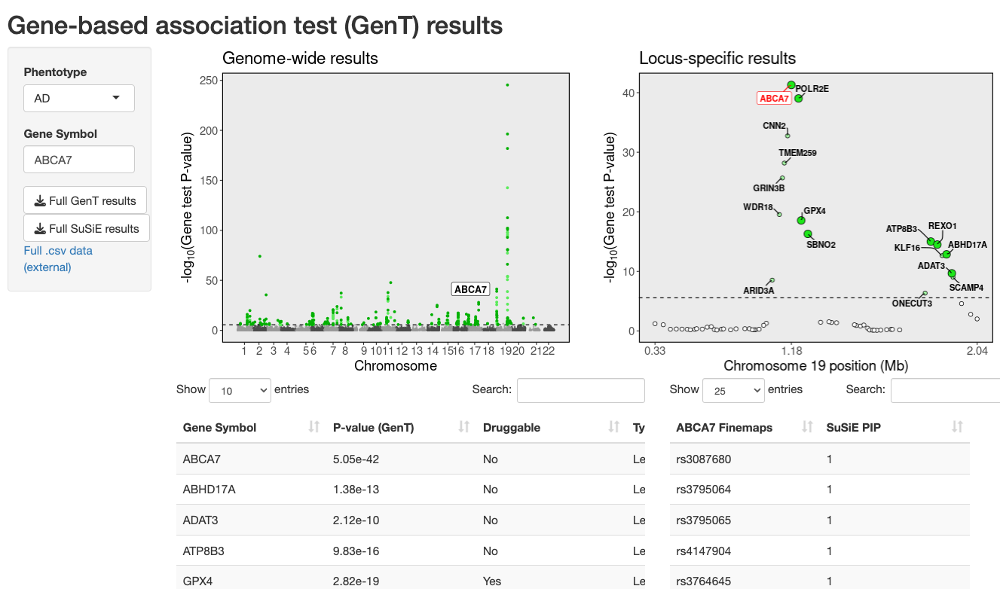 Gene-based association test (GenT) results
Phentotype
AD
Gene Symbol
ABCA7
Full GenT results
Full SuSiE results
Full .csv data
(external)
Genome-wide results
-log10(Gene test P-value)
250
200
150
100
50
0
ABCA7
1 2 3 4 5 6 7 8 9 10 11 12 13 14 15 16 17 18 19 20 21 22
Chromosome
Locus-specific results
-log10(Gene test P-value)
40
30
20
10
0
ABCA7
POLR2E
CNN2
TMEM259
GRIN3B
WDR18
GPX4
SBNO2
ATP8B3
REXO1
KLF16
ABHD17A
ADAT3
SCAMP4
ARID3A
ONECUT3
0.33 1.18 2.04
Chromosome 19 position (Mb)
Show 10 entries
Search:
Gene Symbol P-value (GenT) Druggable Ty
ABCA7 5.05e-42 No Le
ABHD17A 1.38e-13 No Le
ADAT3 2.12e-10 No Le
ATP8B3 9.83e-16 No Le
GPX4 2.82e-19 Yes Le
Show 25 entries
Search:
ABCA7 Finemaps SuSiE PIP
rs3087680 1
rs3795064 1
rs3795065 1
rs4147904 1
rs3764645 1